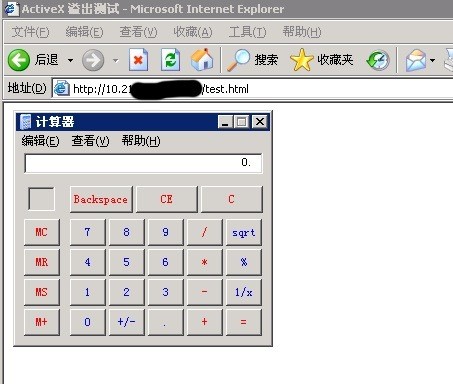 ActiveX 溢出测试 - Microsoft Internet Explorer
文件(F) 编辑(E) 查看(V) 收藏(A) 工具(T) 帮助(H)
后退 搜索 收藏夹
地址(D) http://10.21 /test.html
计算器
编辑(E) 查看(V) 帮助(H)
0.
Backspace CE C
MC 7 8 9 / sqrt
MR 4 5 6 * %
MS 1 2 3 - 1/x
M+ 0 +/- . + =